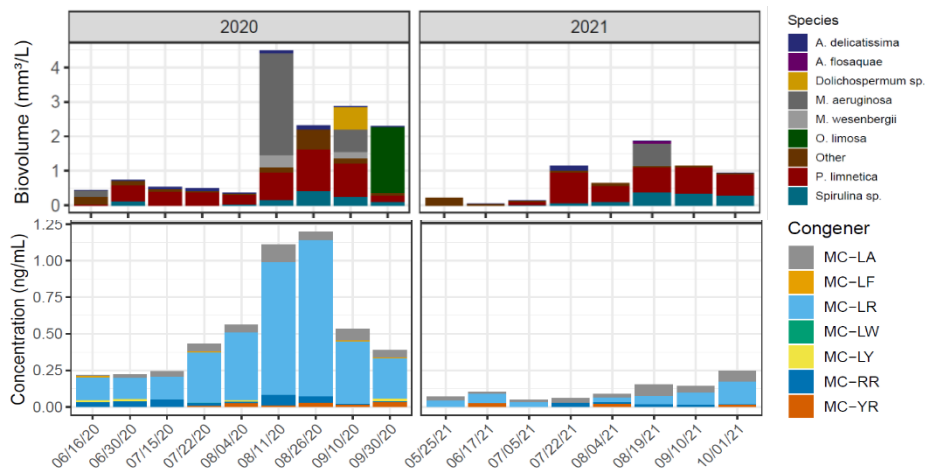 2020 2021
Biovolume (mm³/L)
4
3
2
1
0
Species
A. delicatissima
A. flosaquae
Dolichospermum sp.
M. aeruginosa
M. wesenbergii
O. limosa
Other
P. limnetica
Spirulina sp.
Concentration (ng/mL)
1.25
1.00
0.75
0.50
0.25
0.00
Congener
MC−LA
MC−LF
MC−LR
MC−LW
MC−LY
MC−RR
MC−YR
06/16/20 06/30/20 07/15/20 07/22/20 08/04/20 08/11/20 08/26/20 09/10/20 09/30/20 05/25/21 06/17/21 07/05/21 07/22/21 08/04/21 08/19/21 09/10/21 10/01/21